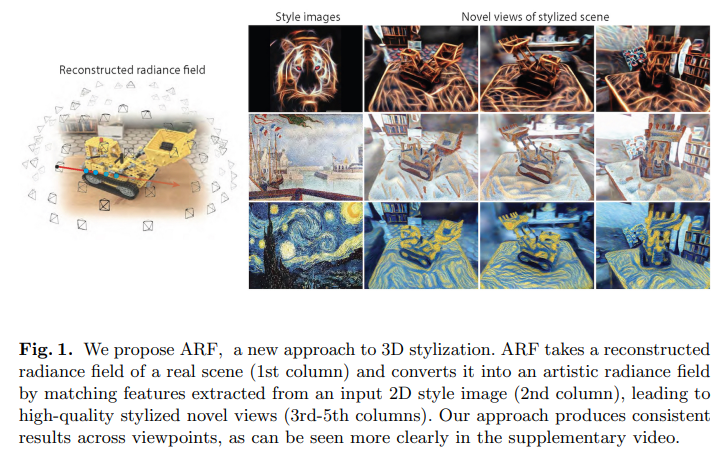 Style images
Novel views of stylized scene
Reconstructed radiance field
Fig. 1. We propose ARF, a new approach to 3D stylization. ARF takes a reconstructed
radiance field of a real scene (1st column) and converts it into an artistic radiance field
by matching features extracted from an input 2D style image (2nd column), leading to
high-quality stylized novel views (3rd-5th columns). Our approach produces consistent
results across viewpoints, as can be seen more clearly in the supplementary video.